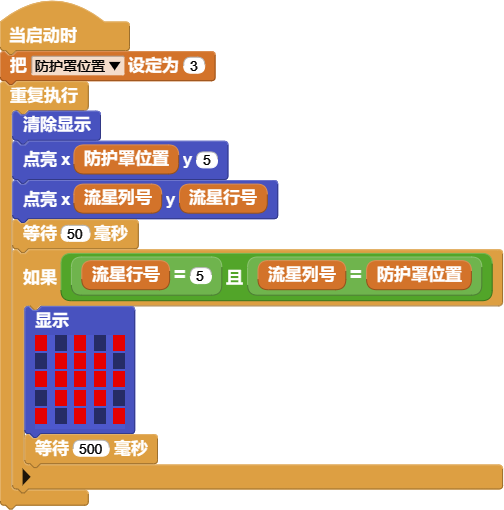 当启动时
把 防护罩位置 设定为 3
重复执行
清除显示
点亮 x 防护罩位置 y 5
点亮 x 流星列号 y 流星行号
等待 50 毫秒
如果 流星行号 = 5 且 流星列号 = 防护罩位置
显示
等待 500 毫秒